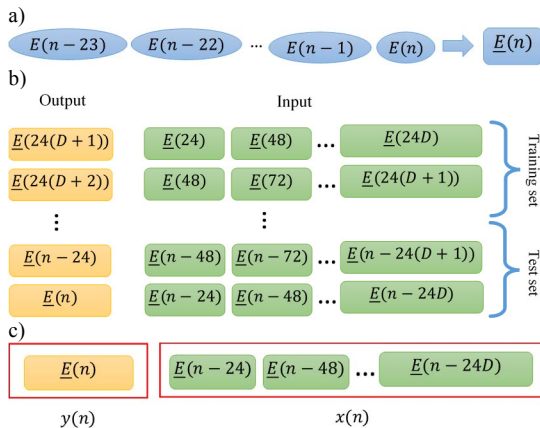 a)
E(n − 23) E(n − 22) ... E(n − 1) E(n) E(n)
b)
Output Input
E(24(D + 1)) E(24) E(48) ... E(24D)
E(24(D + 2)) E(48) E(72) ... E(24(D + 1))
Training set
⋮ ⋮
E(n − 24) E(n − 48) E(n − 72) ... E(n − 24(D + 1))
E(n) E(n − 24) E(n − 48) ... E(n − 24D)
Test set
c)
E(n) E(n − 24) E(n − 48) ... E(n − 24D)
y(n) x(n)